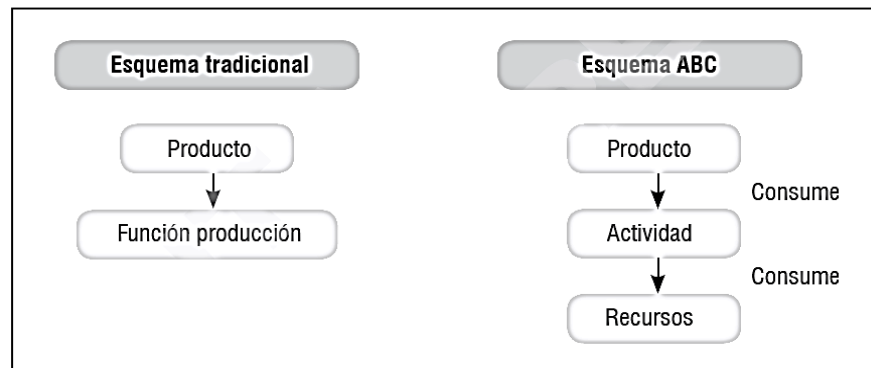 Esquema tradicional
Producto
Función producción
Esquema ABC
Producto
Consume
Actividad
Consume
Recursos